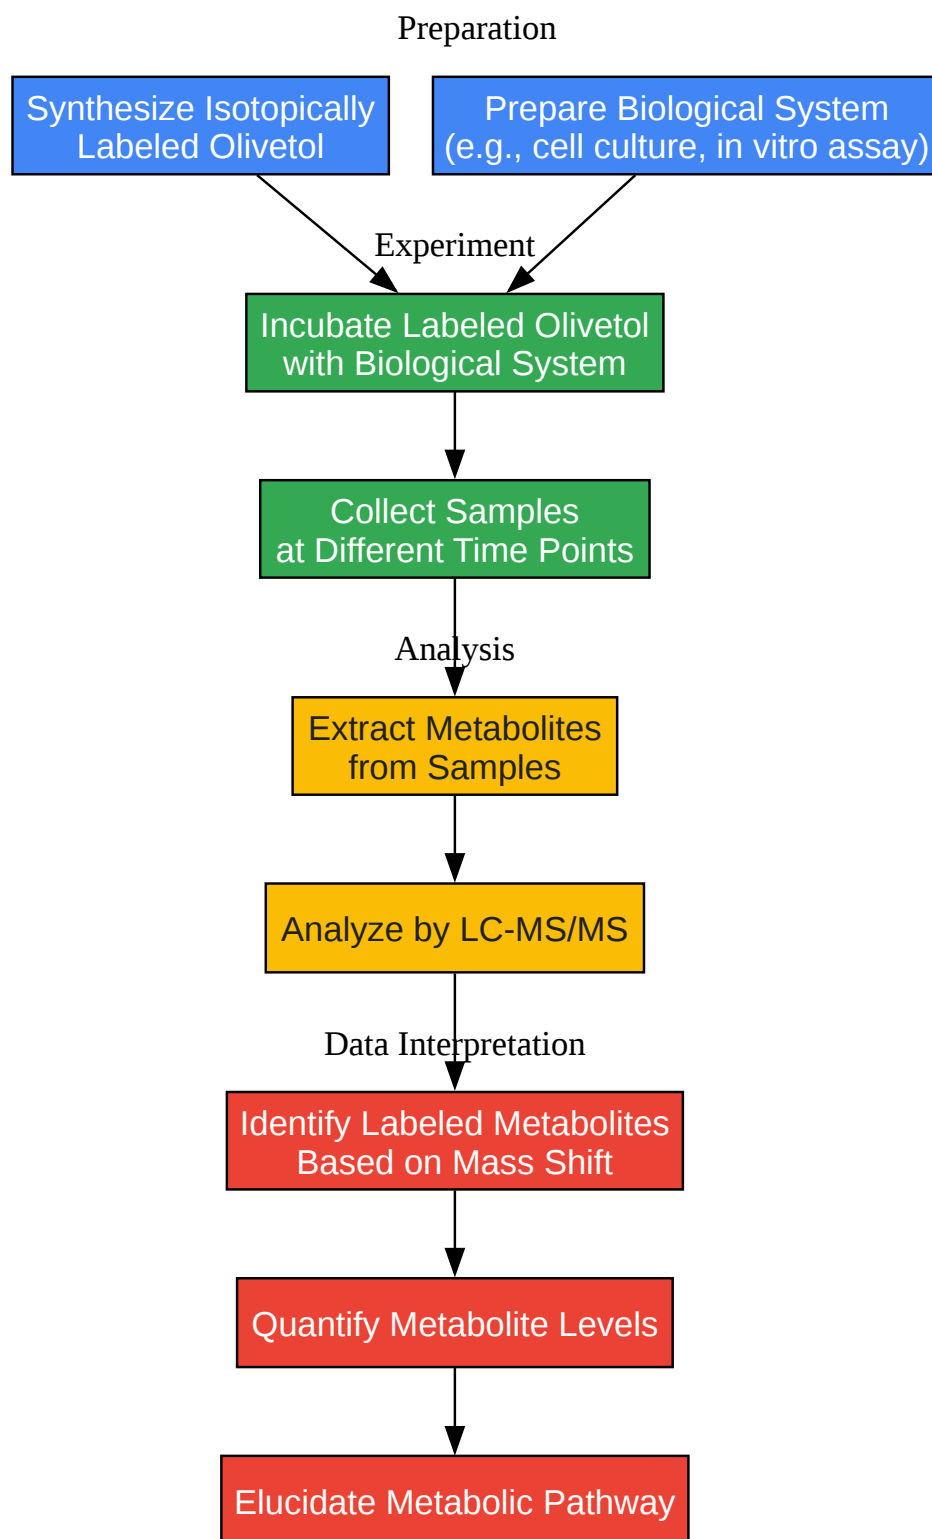 Preparation
Synthesize Isotopically
Labeled Olivetol
Prepare Biological System
(e.g., cell culture, in vitro assay)
Experiment
Incubate Labeled Olivetol
with Biological System
Collect Samples
at Different Time Points
Analysis
Extract Metabolites
from Samples
Analyze by LC-MS/MS
Data Interpretation
Identify Labeled Metabolites
Based on Mass Shift
Quantify Metabolite Levels
Elucidate Metabolic Pathway